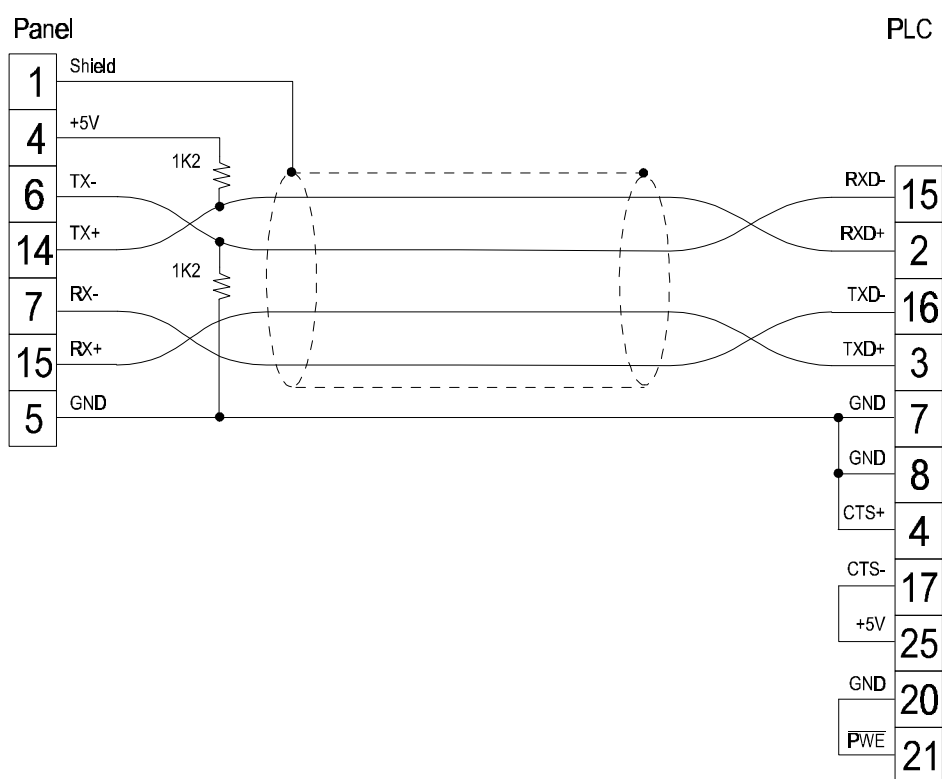 Panel
PLC
1 Shield
4 +5V
1K2
6 TX-
RXD- 15
14 TX+
RXD+ 2
1K2
7 RX-
TXD- 16
15 RX+
TXD+ 3
5 GND
GND 7
GND 8
CTS+ 4
CTS- 17
+5V 25
GND 20
PWE 21